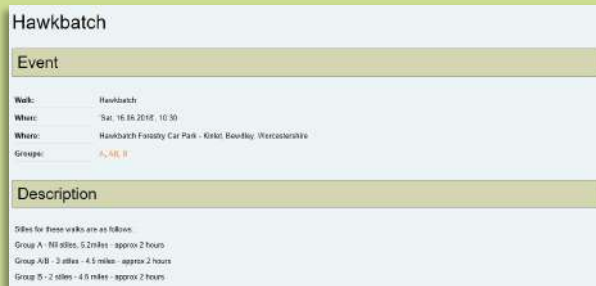 Hawkbatch
Event
Walk: Hawkbatch
When: Sat, 16.06.2018, 10:30
Where: Hawkbatch Forestry Car Park - Kinlet, Bewdley, Worcestershire
Groups: A, AB, B
Description
Stiles for these walks are as follows:
Group A - Nil stiles, 5.2miles - approx 2 hours
Group A/B - 3 stiles - 4.5 miles - approx 2 hours
Group B - 2 stiles - 4.5 miles - approx 2 hours